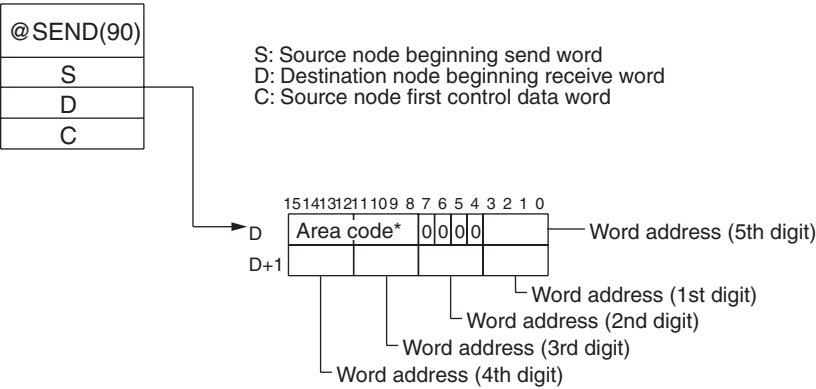 @SEND(90)
S
D
C
S: Source node beginning send word
D: Destination node beginning receive word
C: Source node first control data word
15 14 13 12 11 10 9 8 7 6 5 4 3 2 1 0
D Area code* 0 0 0 0 Word address (5th digit)
D+1
Word address (1st digit)
Word address (2nd digit)
Word address (3rd digit)
Word address (4th digit)